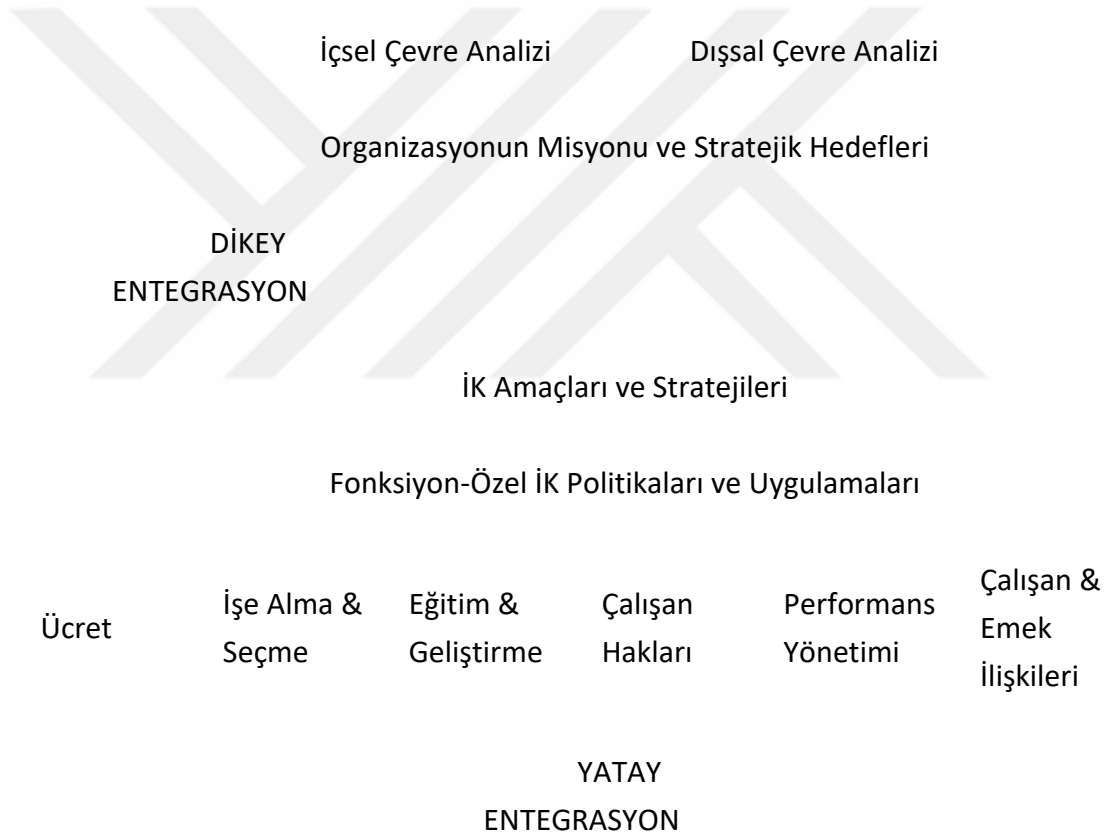 İçsel Çevre Analizi Dışsal Çevre Analizi
Organizasyonun Misyonu ve Stratejik Hedefleri
DİKEY
ENTEGRASYON
İK Amaçları ve Stratejileri
Fonksiyon-Özel İK Politikaları ve Uygulamaları
Ücret
İşe Alma &
Seçme
Eğitim &
Geliştirme
Çalışan
Hakları
Performans
Yönetimi
Çalışan &
Emek
İlişkileri
YATAY
ENTEGRASYON